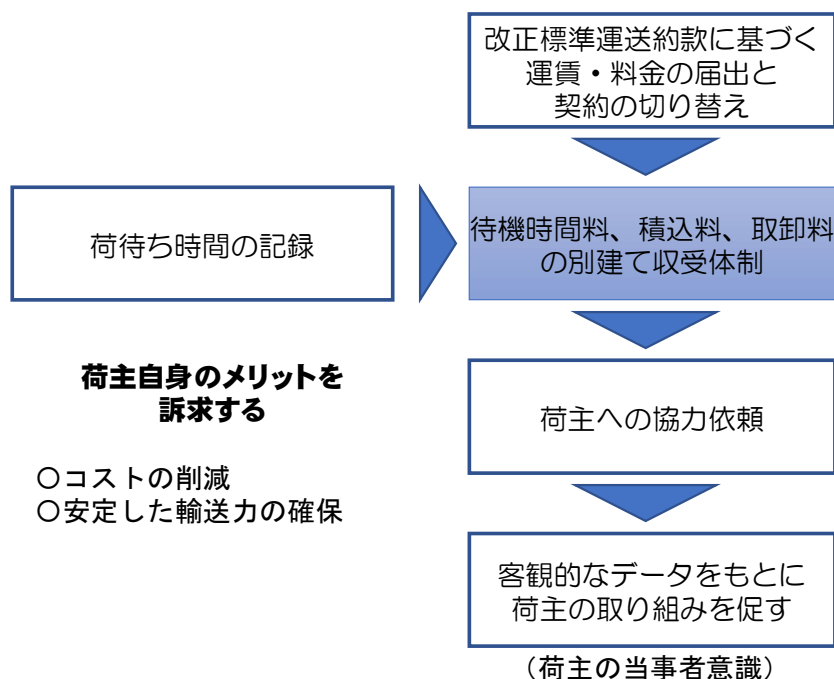 改正標準運送約款に基づく
運賃・料金の届出と
契約の切り替え
荷待ち時間の記録
待機時間料、積込料、取卸料
の別建て収受体制
荷主自身のメリットを
訴求する
〇コストの削減
〇安定した輸送力の確保
荷主への協力依頼
客観的なデータをもとに
荷主の取り組みを促す
（荷主の当事者意識）